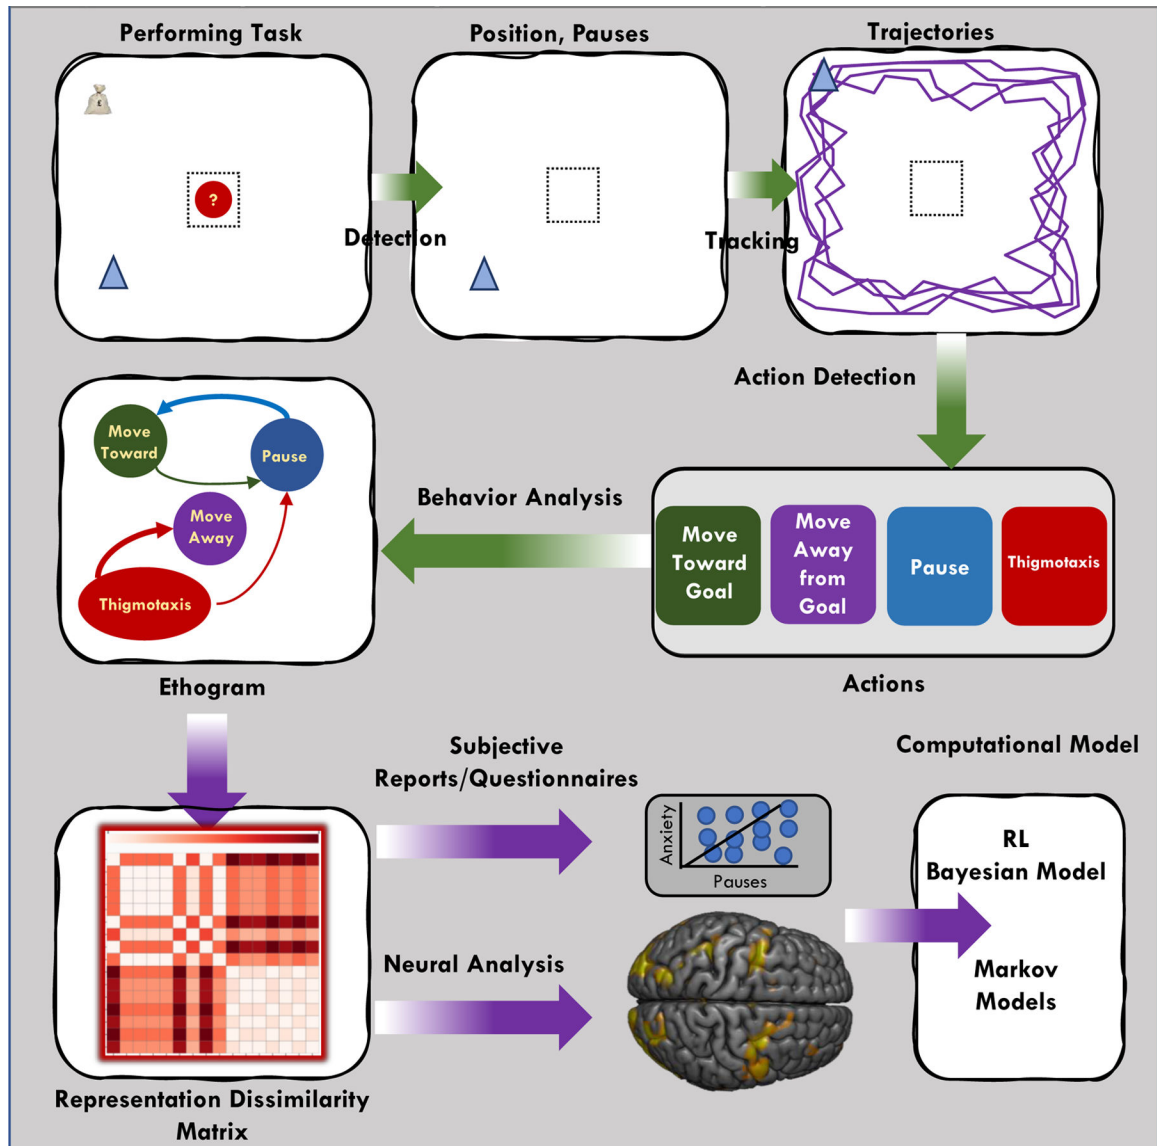 Performing Task
Position, Pauses
Trajectories
£
?
Detection
Tracking
Action Detection
Move
Toward
Pause
Move
Away
Thigmotaxis
Behavior Analysis
Move
Toward
Goal
Move
Away
from
Goal
Pause
Thigmotaxis
Ethogram
Actions
Subjective
Reports/Questionnaires
Computational Model
Anxiety
Pauses
RL
Bayesian Model
Markov
Models
Neural Analysis
Representation Dissimilarity
Matrix